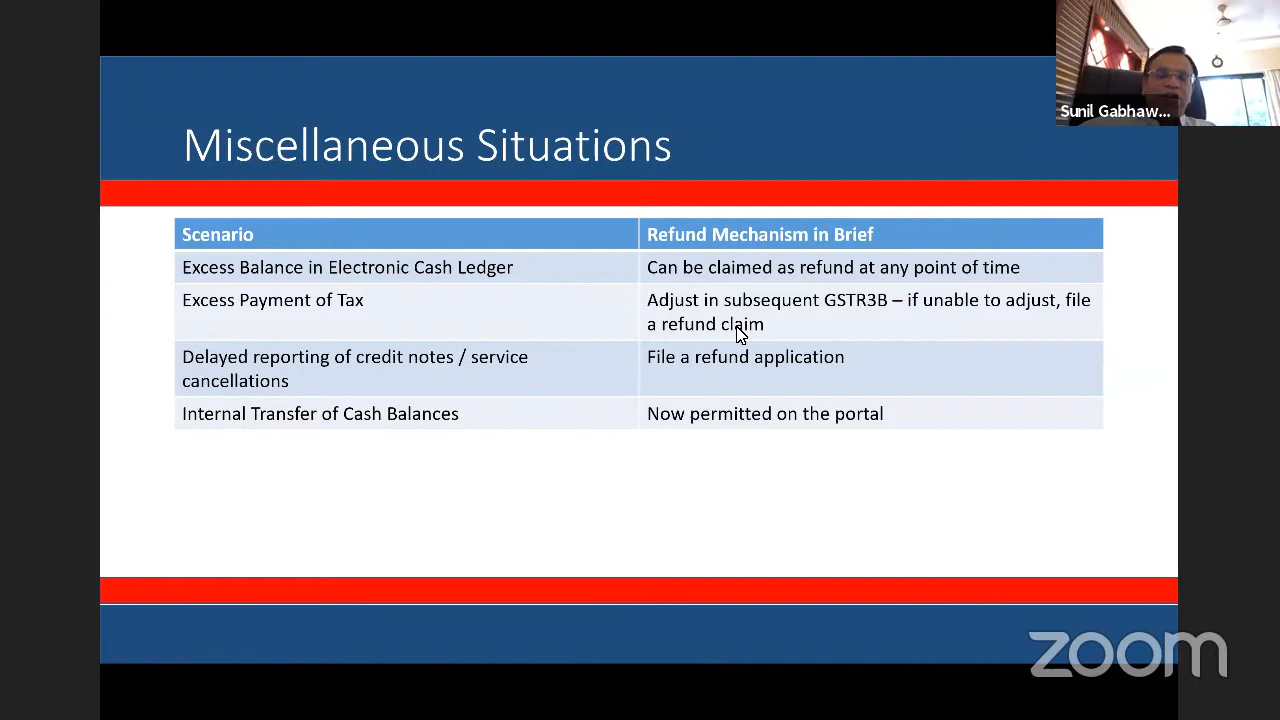 Sunil Gabhaw...
Miscellaneous Situations
Scenario
Refund Mechanism in Brief
Excess Balance in Electronic Cash Ledger
Can be claimed as refund at any point of time
Excess Payment of Tax
Adjust in subsequent GSTR3B – if unable to adjust, file
a refund claim
Delayed reporting of credit notes / service
cancellations
File a refund application
Internal Transfer of Cash Balances
Now permitted on the portal
zoom